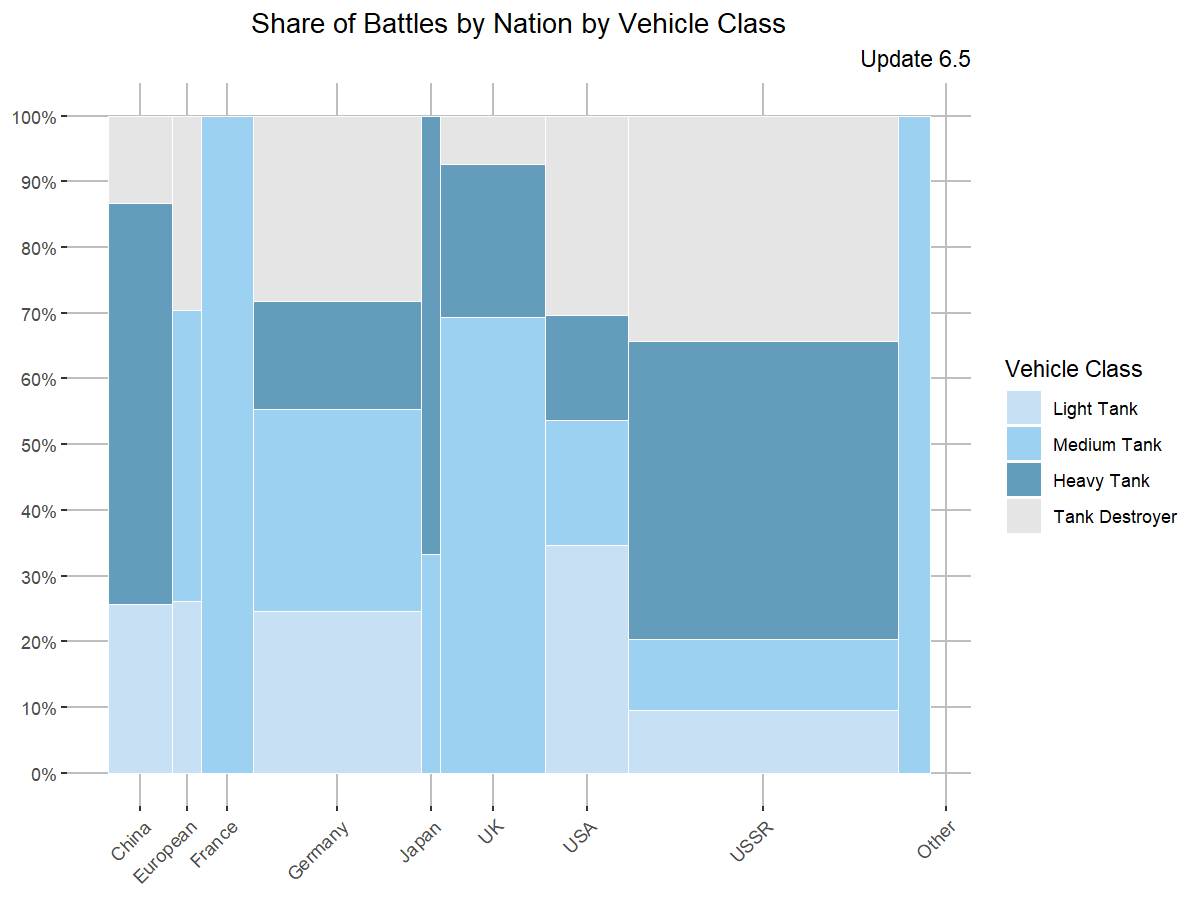 Share of Battles by Nation by Vehicle Class
Update 6.5
100%
90%
80%
70%
60%
50%
40%
30%
20%
10%
0%
China
European
France
Germany
Japan
UK
USA
USSR
Other
Vehicle Class
Light Tank
Medium Tank
Heavy Tank
Tank Destroyer